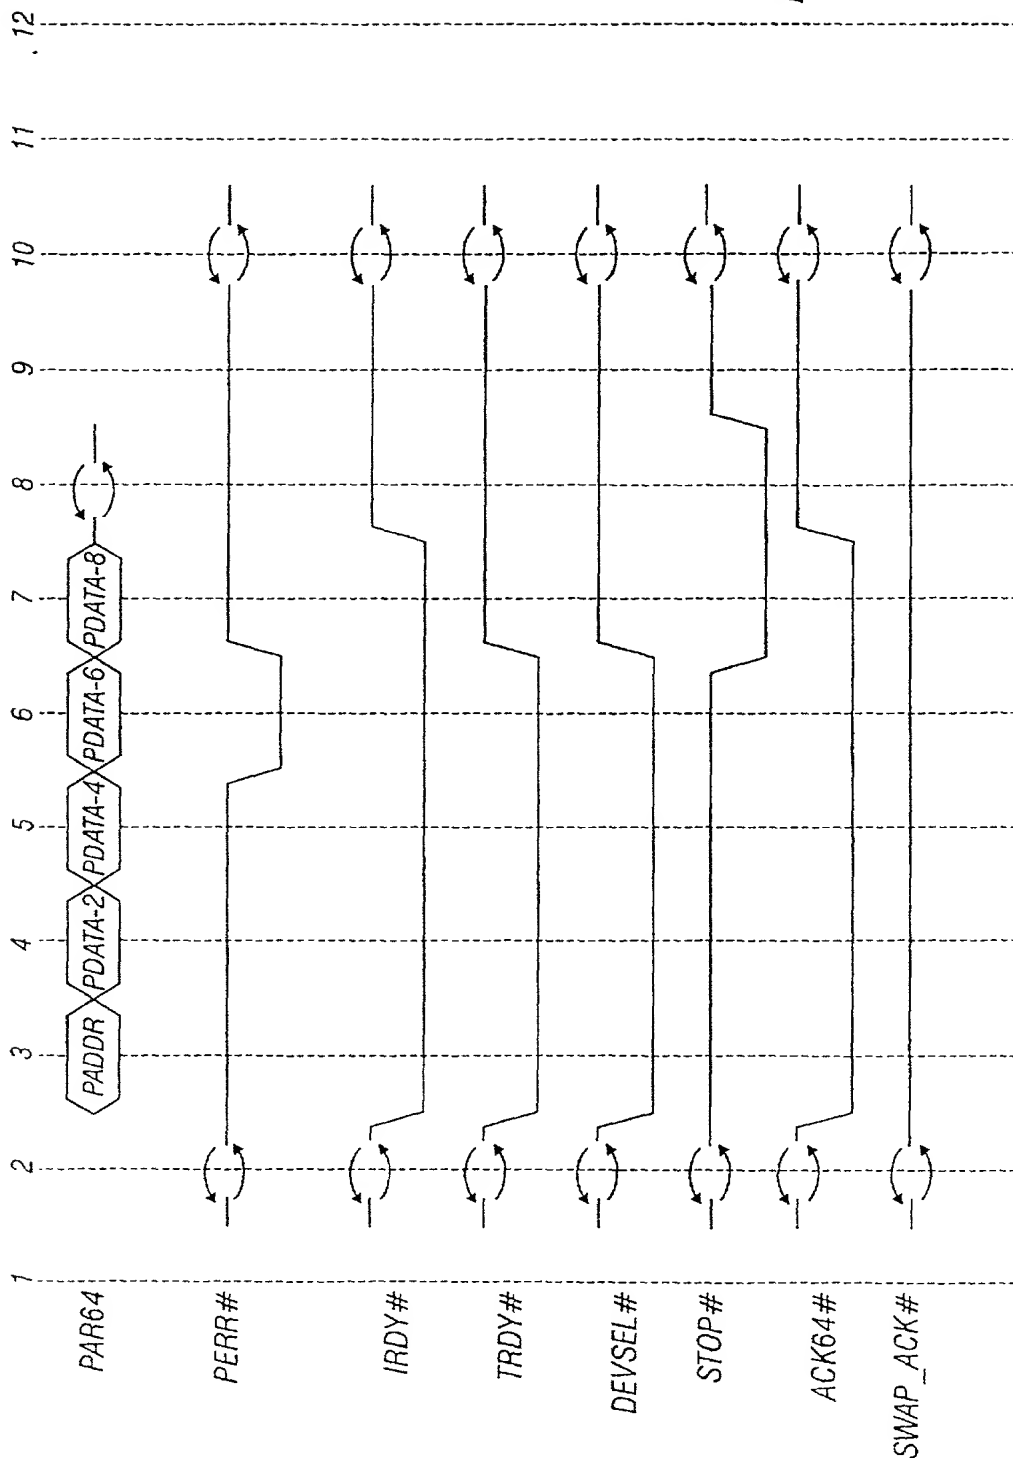 1 2 3 4 5 6 7 8 9 10 11 12
PAR64 PADDR PDATA-2 PDATA-4 PDATA-6 PDATA-8
PERR#
IRDY#
TRDY#
DEVSEL#
STOP#
ACK64#
SWAP_ACK#